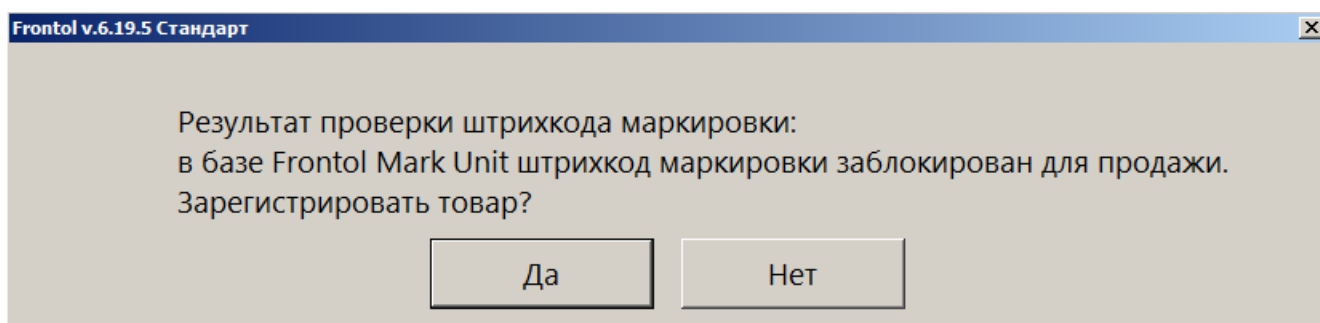 Frontol v.6.19.5 Стандарт
Результат проверки штрихкода маркировки:
в базе Frontol Mark Unit штрихкод маркировки заблокирован для продажи.
Зарегистрировать товар?
Да Нет